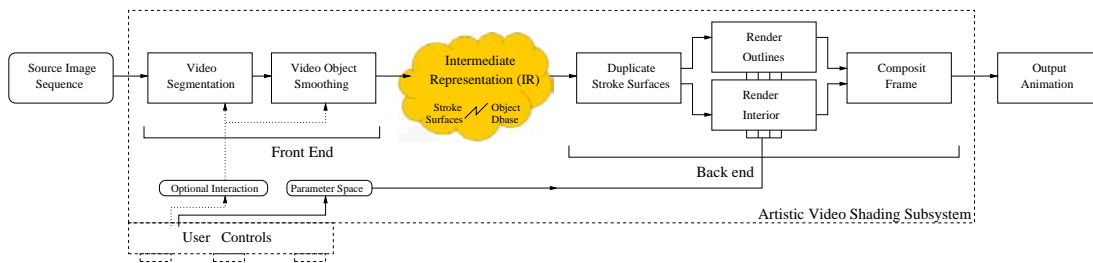 Source Image
Sequence
Video
Segmentation
Video Object
Smoothing
Intermediate
Representation (IR)
Stroke
Surfaces
Object
Dbase
Duplicate
Stroke Surfaces
Render
Outlines
Render
Interior
Composit
Frame
Output
Animation
Front End
Back end
Optional Interaction
Parameter Space
Artistic Video Shading Subsystem
User Controls